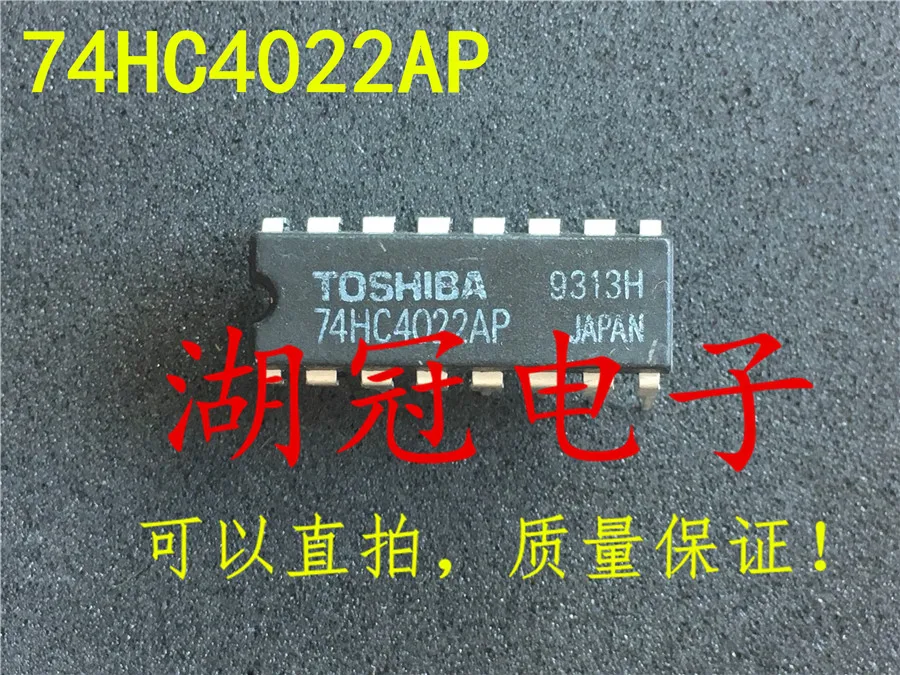 74HC4022AP
TOSHIBA 9313H
74HC4022AP JAPAN
湖冠电子
可以直拍，质量保证！